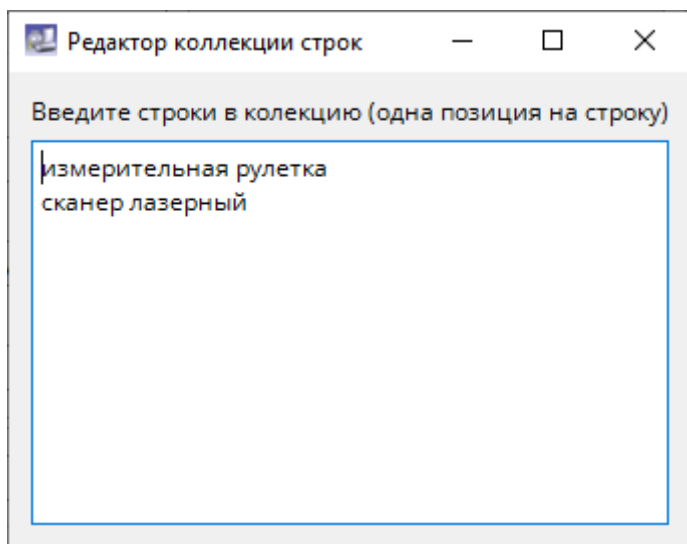 Редактор коллекции строк
Введите строки в колекцию (одна позиция на строку)
измерительная рулетка
сканер лазерный